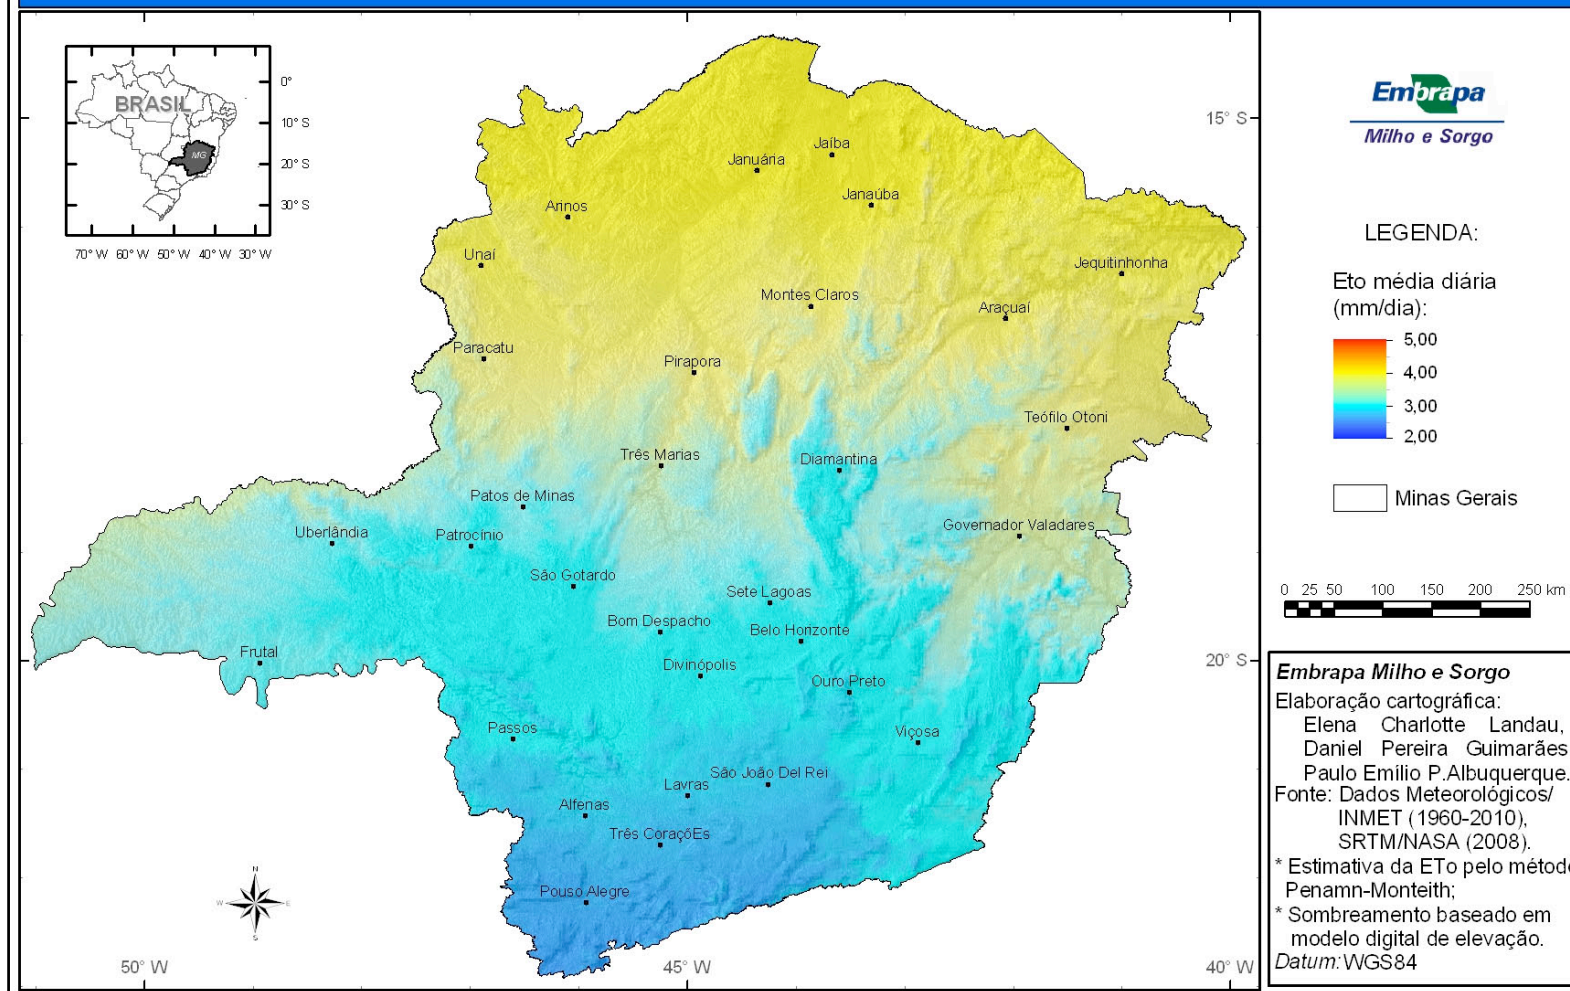 BRASIL
MG
0°
10° S
20° S
30° S
70° W 60° W 50° W 40° W 30° W
Januária
Jaíba
Janaúba
Arinos
Unaí
Jequitinhonha
Montes Claros
Araçuaí
Paracatu
Pirapora
Teófilo Otoni
Três Marias
Diamantina
Patos de Minas
Governador Valadares
Uberlândia
Patrocínio
São Gotardo
Sete Lagoas
Bom Despacho
Belo Horizonte
Frutal
Divinópolis
Ouro Preto
Passos
Viçosa
São João Del Rei
Lavras
Alfenas
Três CoraçõEs
Pouso Alegre
N
W
E
S
50° W
45° W
40° W
15° S
20° S
Embrapa
Milho e Sorgo
LEGENDA:
Eto média diária
(mm/dia):
5,00
4,00
3,00
2,00
Minas Gerais
0 25 50 100 150 200 250 km
Embrapa Milho e Sorgo
Elaboração cartográfica:
Elena Charlotte Landau,
Daniel Pereira Guimarães
Paulo Emílio P.Albuquerque.
Fonte: Dados Meteorológicos/
INMET (1960-2010),
SRTM/NASA (2008).
* Estimativa da ETo pelo método
Penamn-Monteith;
* Sombreamento baseado em
modelo digital de elevação.
Datum:WGS84